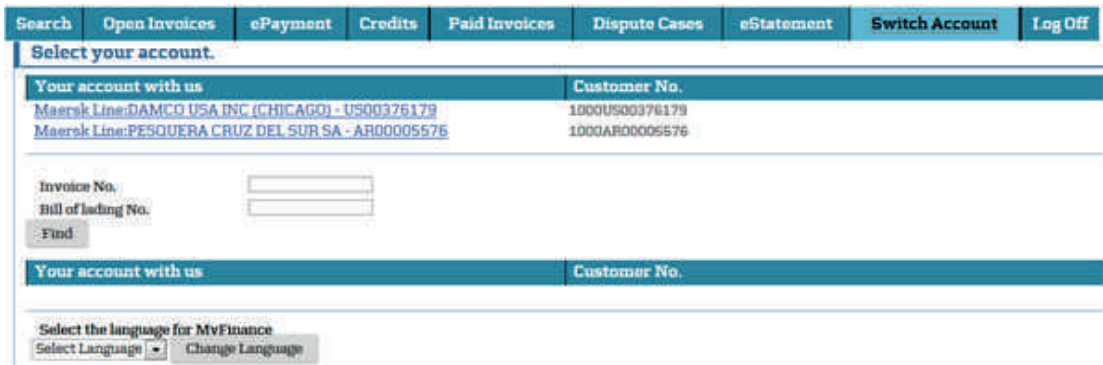 Search Open Invoices ePayment Credits Paid Invoices Dispute Cases eStatement Switch Account Log Off
Select your account.
Your account with us Customer No.
Maersk Line:DAMCO USA INC (CHICAGO) - US00376179 1000US00376179
Maersk Line:PESQUERA CRUZ DEL SUR SA - AR00005576 1000AR00005576
Invoice No.
Bill of lading No.
Find
Your account with us Customer No.
Select the language for MyFinance
Select Language Change Language